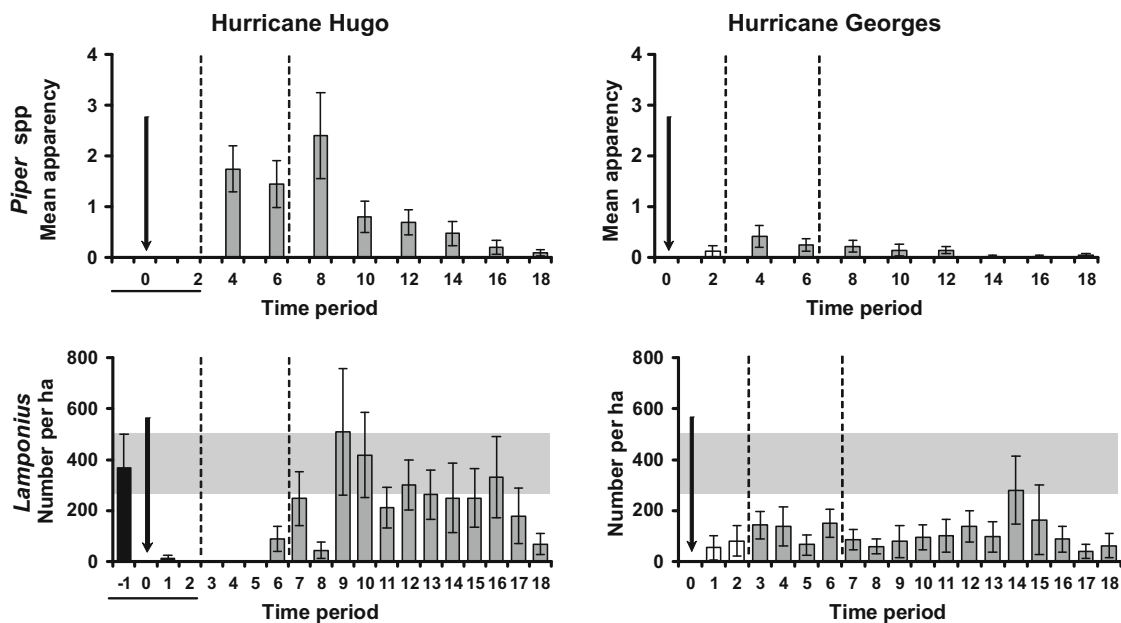 Hurricane Hugo
Hurricane Georges
Piper spp
Mean apparency
4
3
2
1
0
0 2 4 6 8 10 12 14 16 18
Time period
Mean apparency
4
3
2
1
0
0 2 4 6 8 10 12 14 16 18
Time period
Lamponius
Number per ha
800
600
400
200
0
-1 0 1 2 3 4 5 6 7 8 9 10 11 12 13 14 15 16 17 18
Time period
Number per ha
800
600
400
200
0
0 1 2 3 4 5 6 7 8 9 10 11 12 13 14 15 16 17 18
Time period